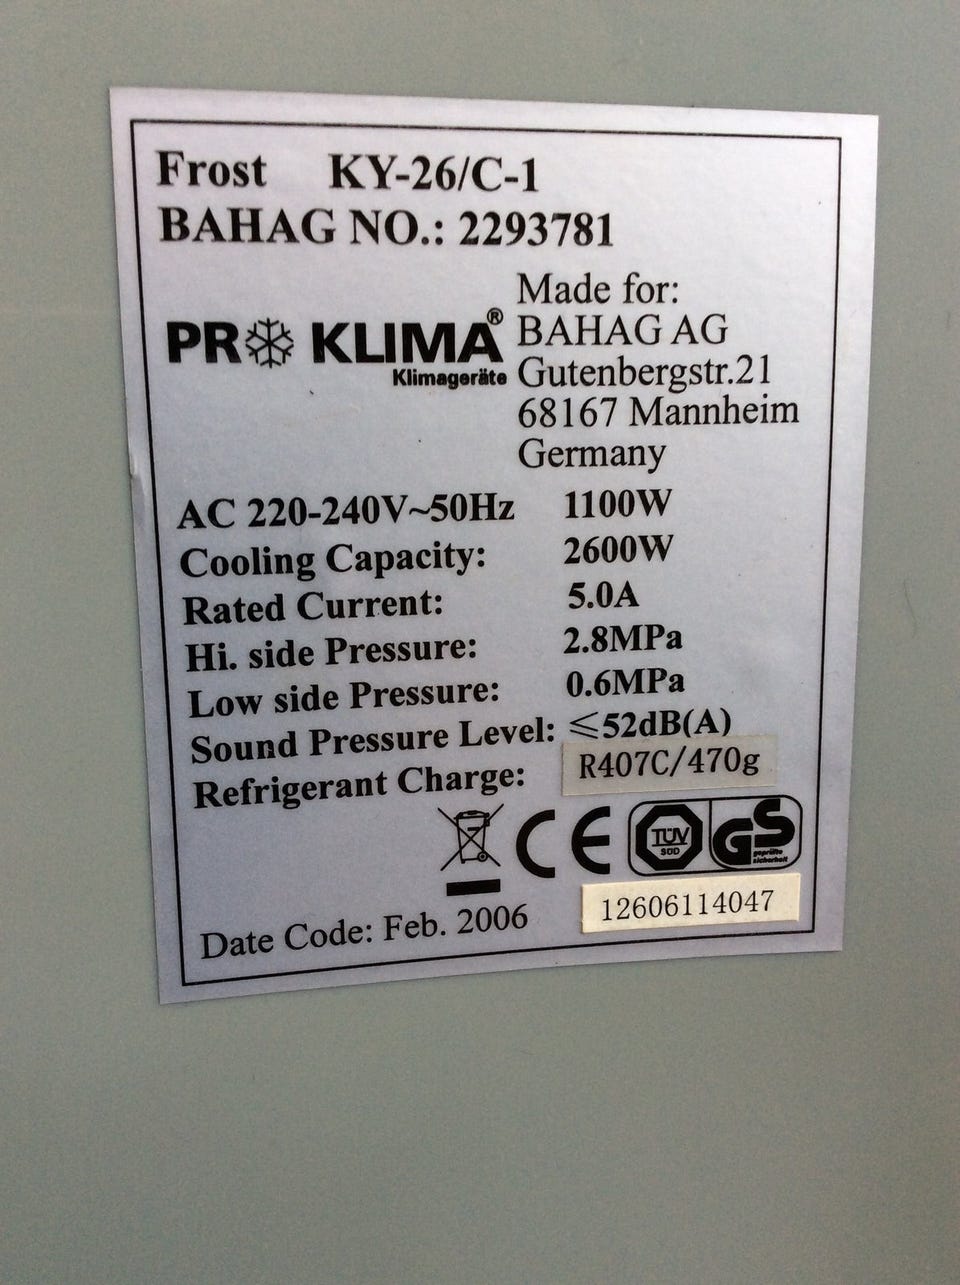 Frost KY-26/C-1
BAHAG NO.: 2293781
PRO KLIMA®
Klimageräte
Made for:
BAHAG AG
Gutenbergstr.21
68167 Mannheim
Germany
AC 220-240V~50Hz 1100W
Cooling Capacity: 2600W
Rated Current: 5.0A
Hi. side Pressure: 2.8MPa
Low side Pressure: 0.6MPa
Sound Pressure Level: ≤52dB(A)
Refrigerant Charge: R407C/470g
CE TÜV SÜD GS geprüfte Sicherheit
Date Code: Feb. 2006 12606114047